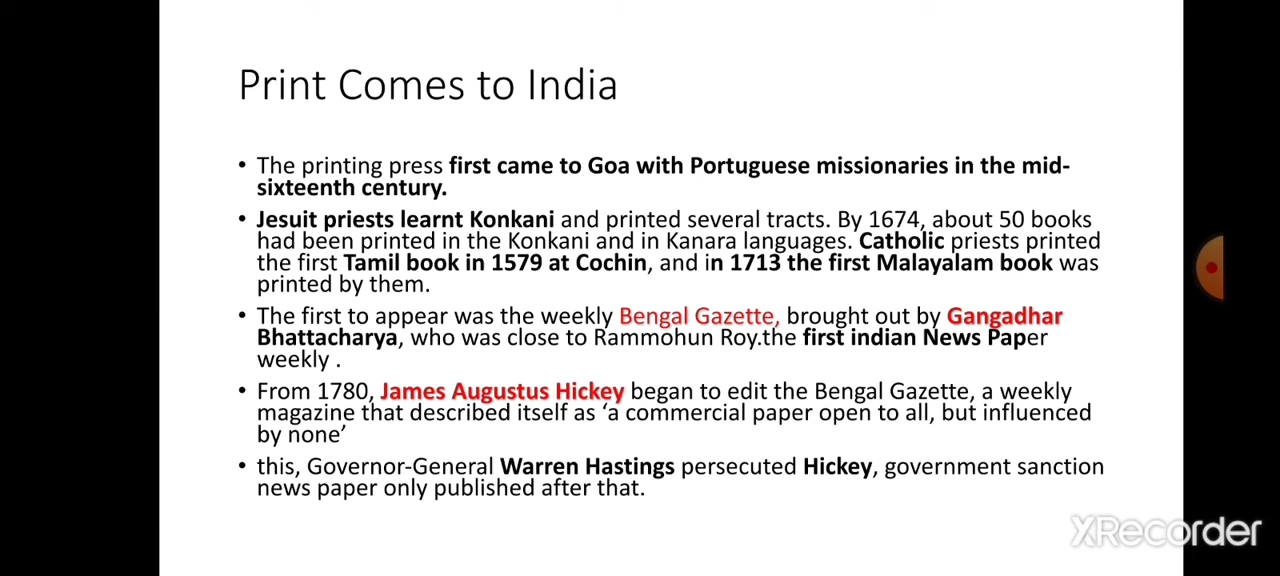 Print Comes to India
• The printing press first came to Goa with Portuguese missionaries in the mid-
sixteenth century.
• Jesuit priests learnt Konkani and printed several tracts. By 1674, about 50 books
had been printed in the Konkani and in Kanara languages. Catholic priests printed
the first Tamil book in 1579 at Cochin, and in 1713 the first Malayalam book was
printed by them.
• The first to appear was the weekly Bengal Gazette, brought out by Gangadhar
Bhattacharya, who was close to Rammohun Roy.the first indian News Paper
weekly .
• From 1780, James Augustus Hickey began to edit the Bengal Gazette, a weekly
magazine that described itself as ‘a commercial paper open to all, but influenced
by none’
• this, Governor-General Warren Hastings persecuted Hickey, government sanction
news paper only published after that.
XRecorder